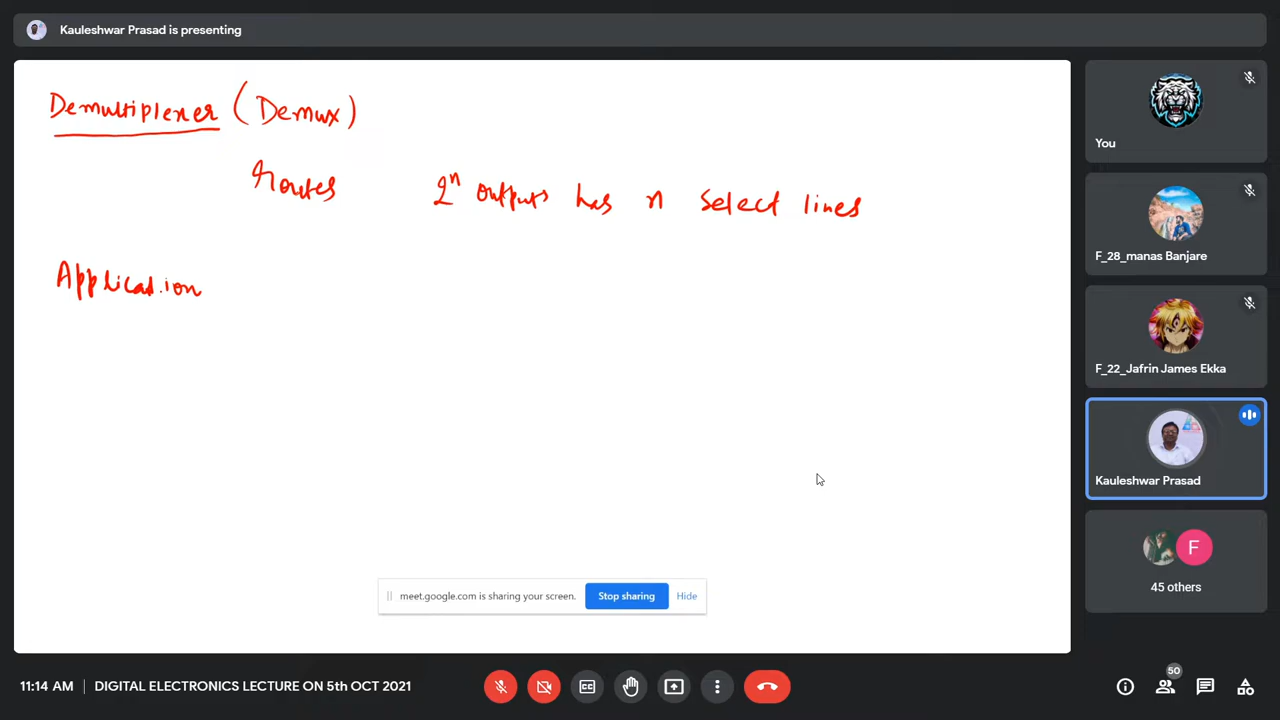 Kauleshwar Prasad is presenting
Demultiplexer (Demux)
routes 2ⁿ outputs has n select lines
Application
You
F_28_manas Banjare
F_22_Jafrin James Ekka
Kauleshwar Prasad
F
45 others
meet.google.com is sharing your screen. Stop sharing Hide
11:14 AM DIGITAL ELECTRONICS LECTURE ON 5th OCT 2021
50